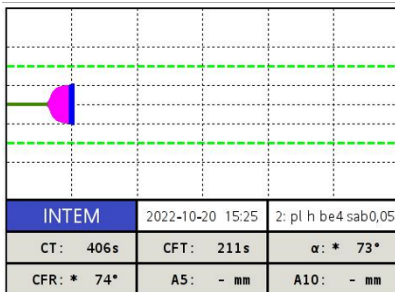 INTEM 2022-10-20 15:25 2: pl h be4 sab0,05
CT: 406s CFT: 211s α: * 73°
CFR: * 74° A5: - mm A10: - mm